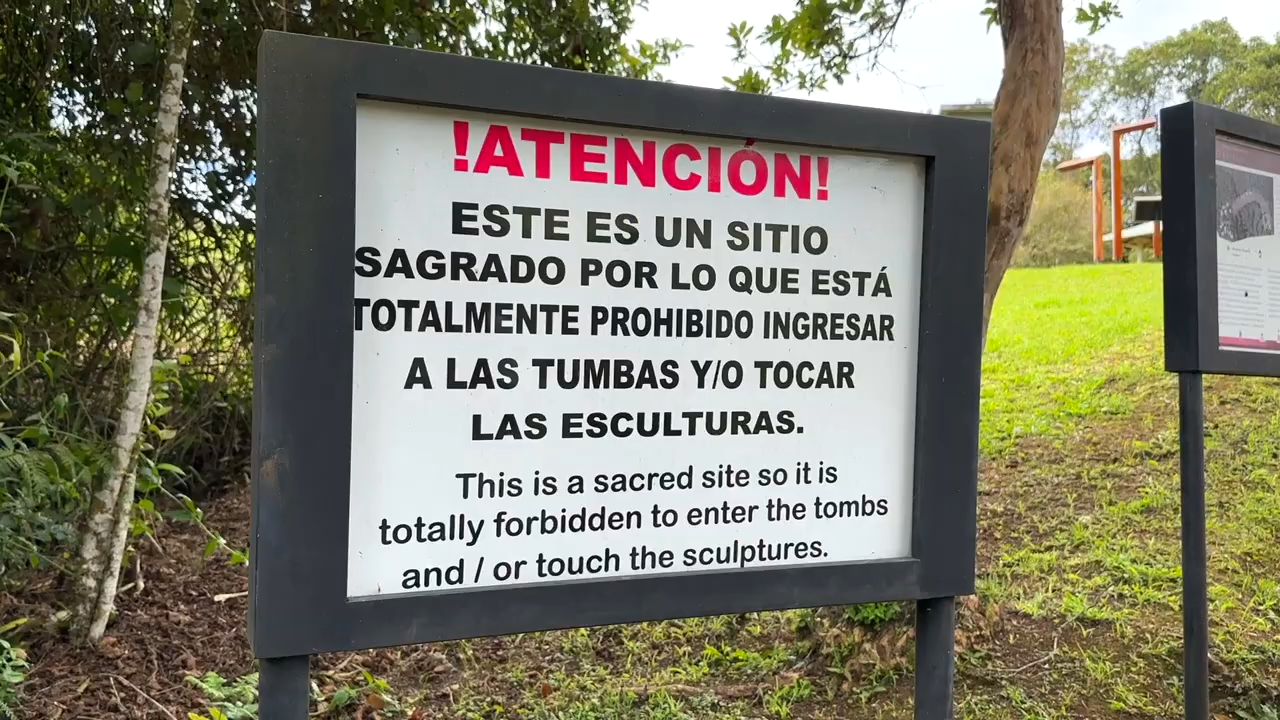 !ATENCIÓN!
ESTE ES UN SITIO
SAGRADO POR LO QUE ESTÁ
TOTALMENTE PROHIBIDO INGRESAR
A LAS TUMBAS Y/O TOCAR
LAS ESCULTURAS.
This is a sacred site so it is
totally forbidden to enter the tombs
and / or touch the sculptures.